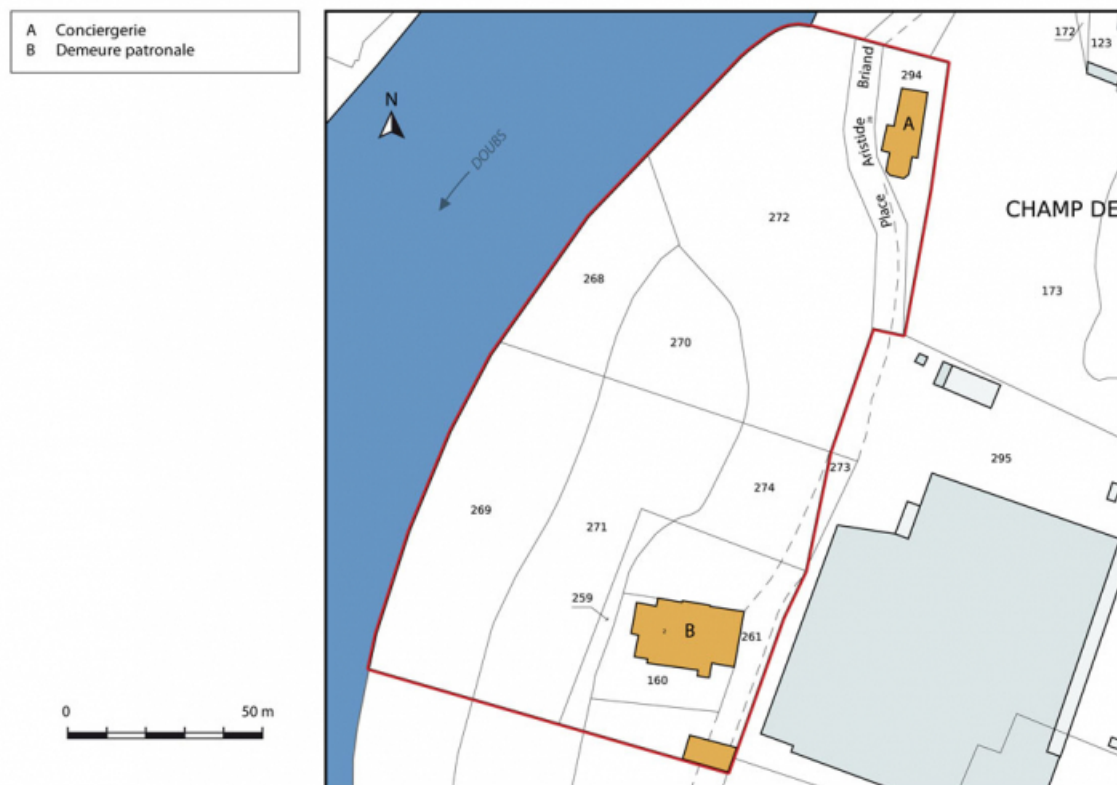 A Conciergerie
B Demeure patronale
N
DOUBS
Place Aristide Briand
294
A
172
123
CHAMP DE
272
173
268
270
295
273
274
269
271
259
B
261
160
0 50 m